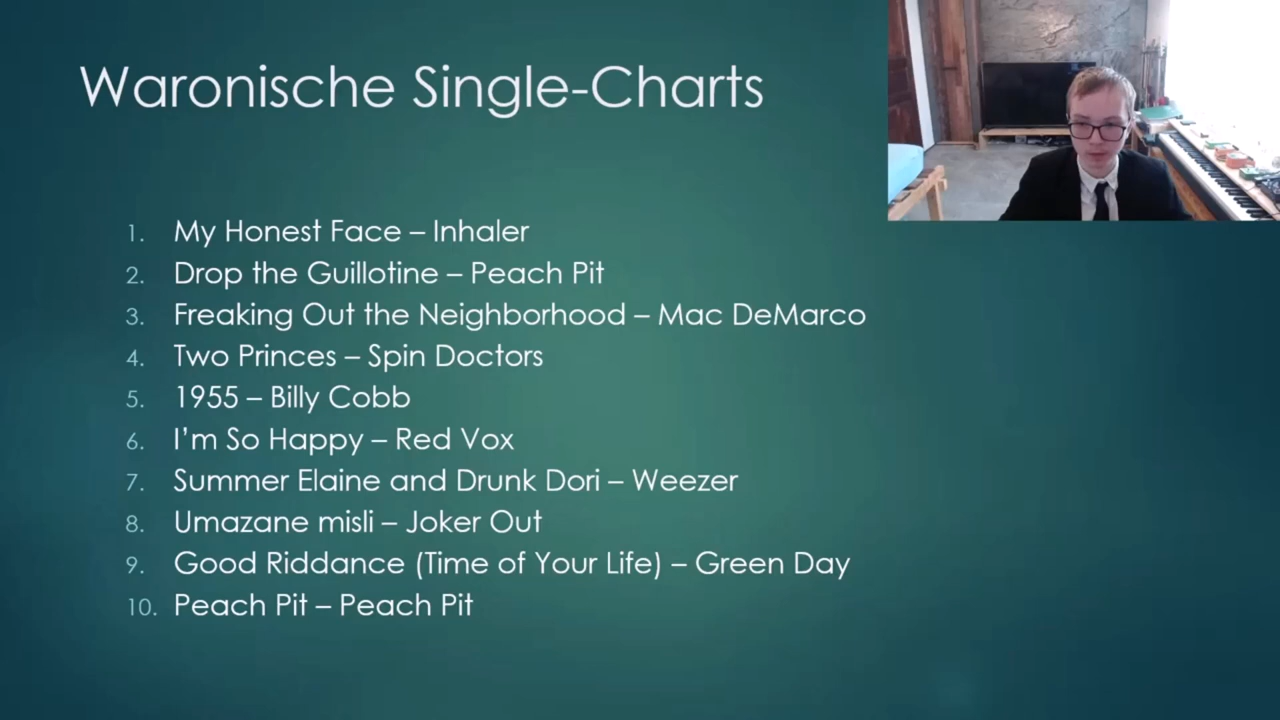 Waronische Single-Charts
1. My Honest Face – Inhaler
2. Drop the Guillotine – Peach Pit
3. Freaking Out the Neighborhood – Mac DeMarco
4. Two Princes – Spin Doctors
5. 1955 – Billy Cobb
6. I'm So Happy – Red Vox
7. Summer Elaine and Drunk Dori – Weezer
8. Umazane misli – Joker Out
9. Good Riddance (Time of Your Life) – Green Day
10. Peach Pit – Peach Pit